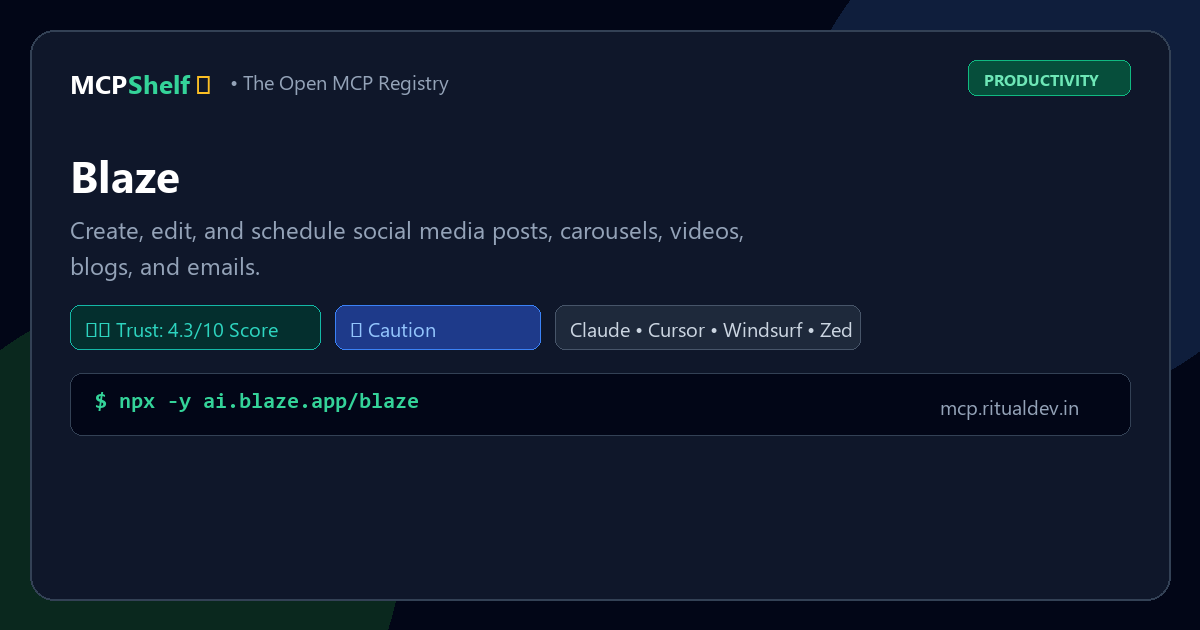 MCPShelf • The Open MCP Registry
PRODUCTIVITY
Blaze
Create, edit, and schedule social media posts, carousels, videos,
blogs, and emails.
Trust: 4.3/10 Score
Caution
Claude • Cursor • Windsurf • Zed
$ npx -y ai.blaze.app/blaze
mcp.ritualdev.in